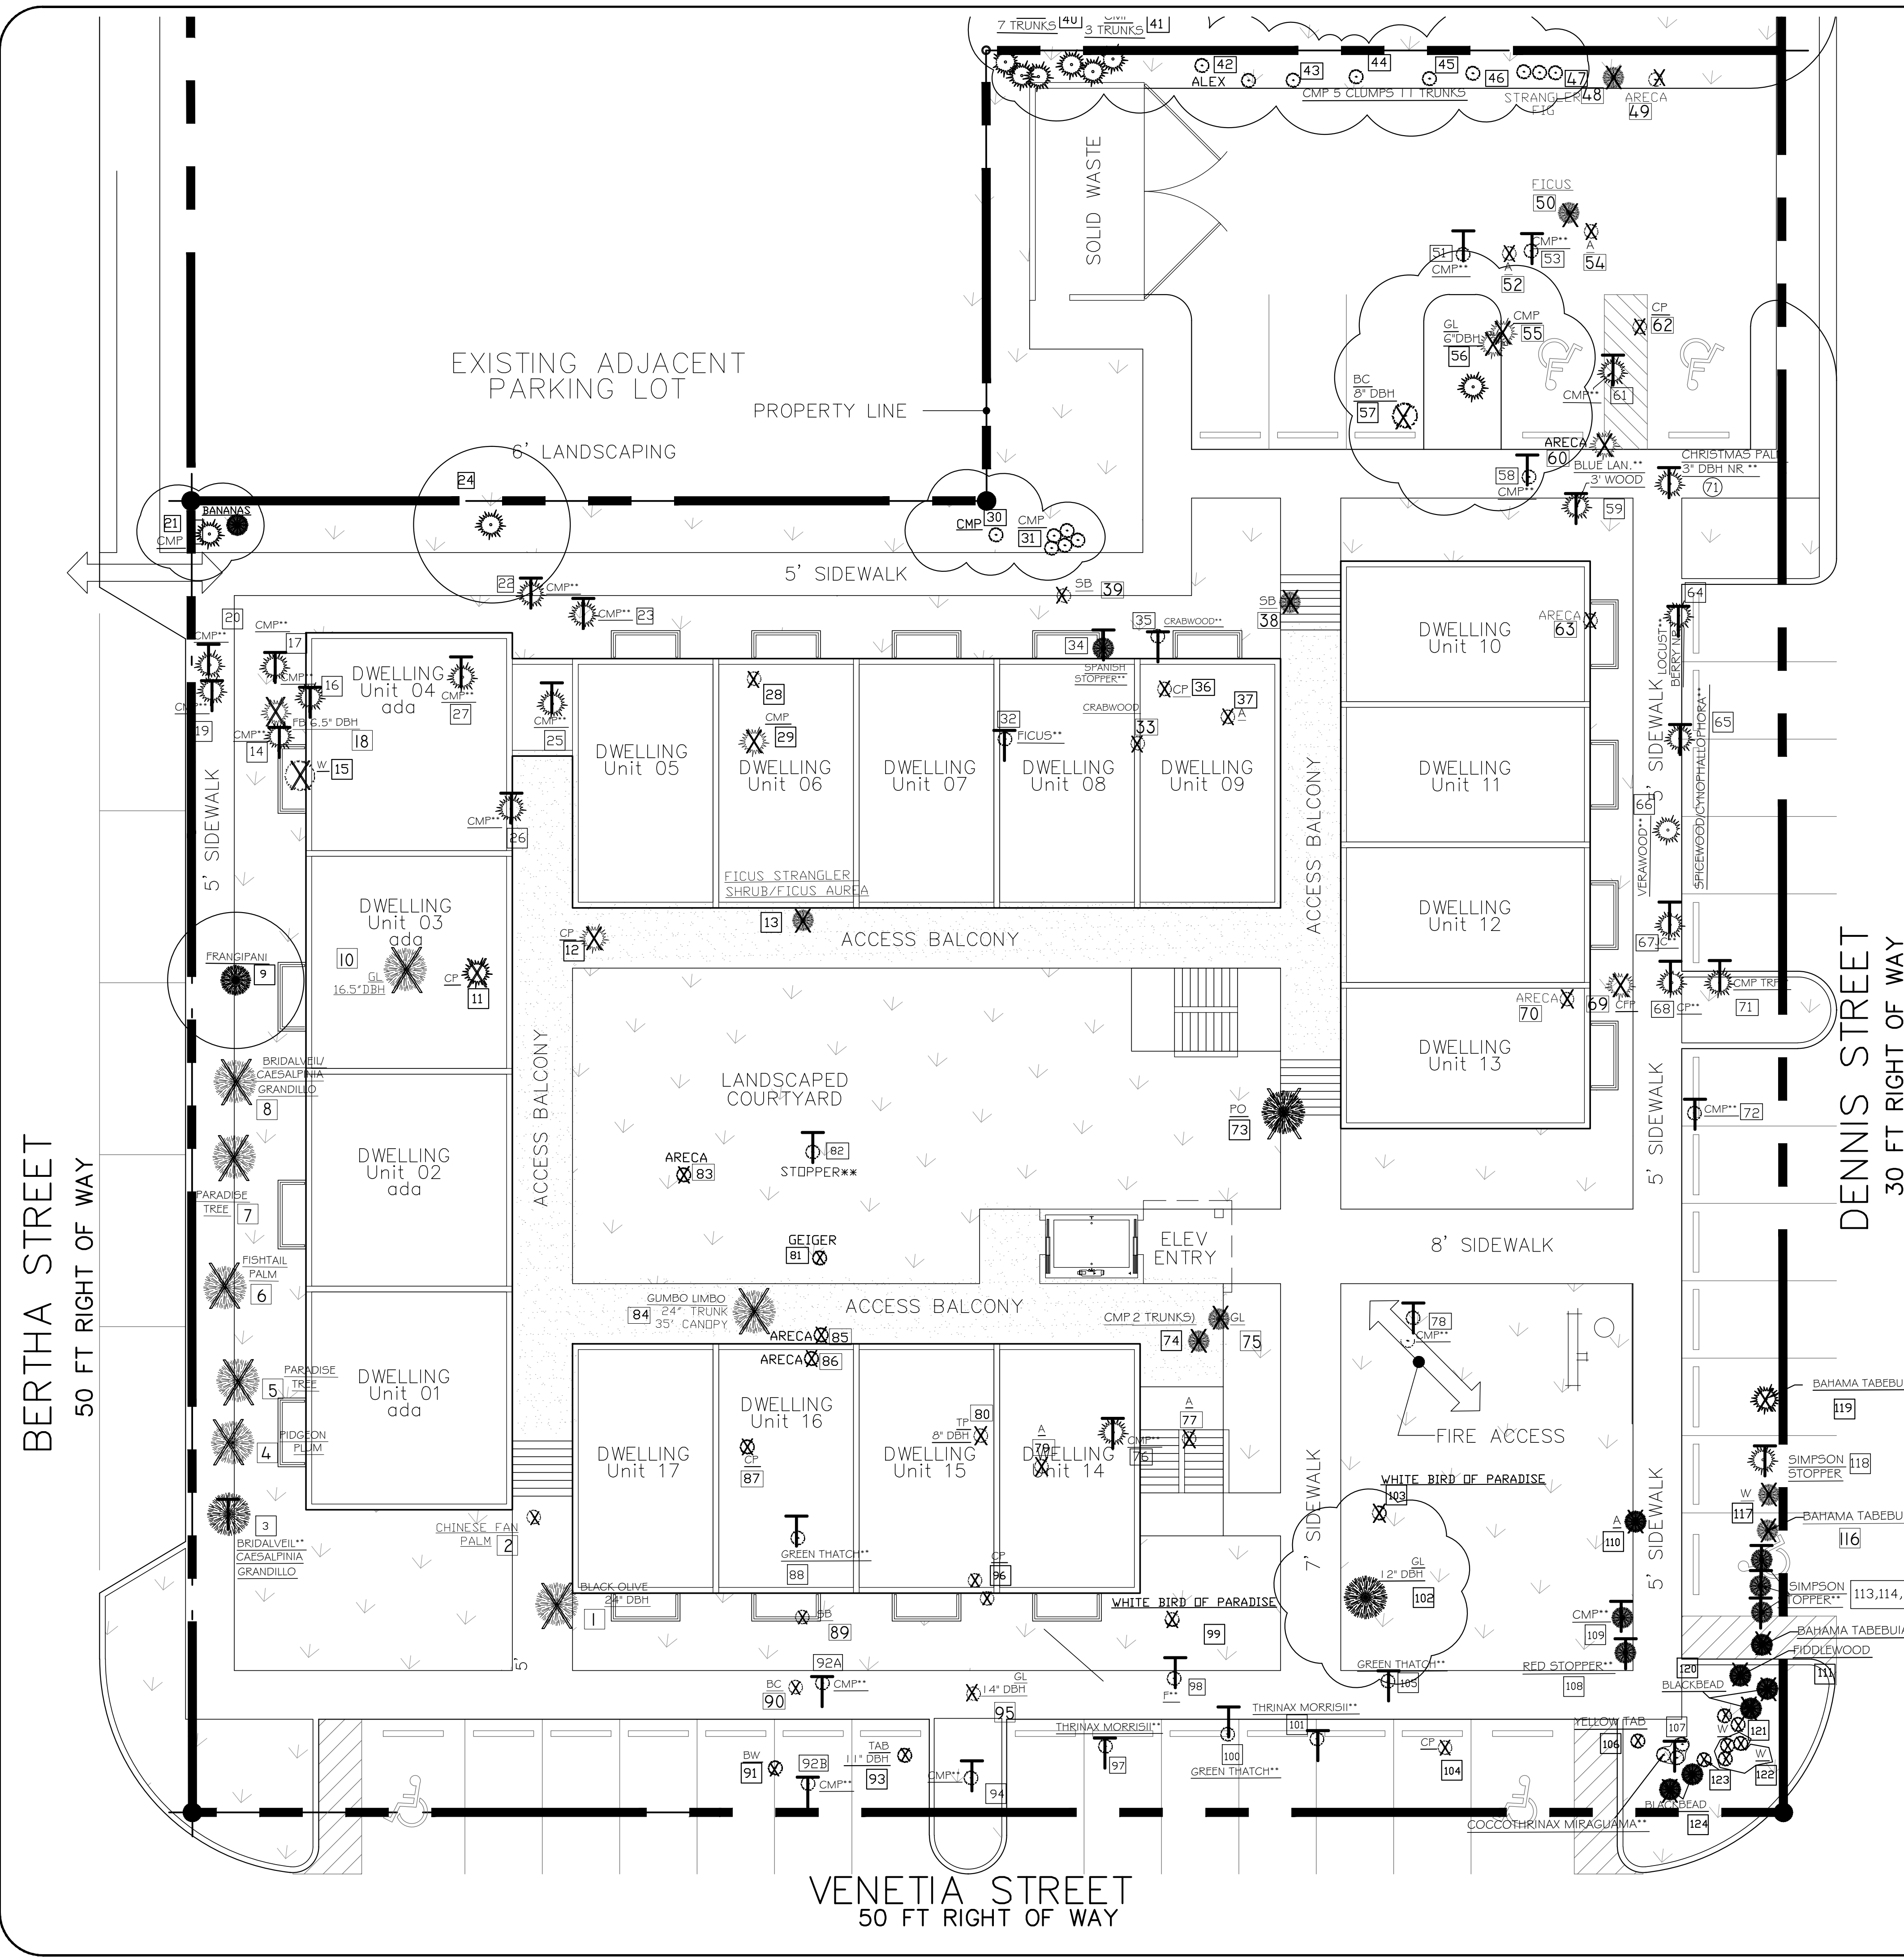 40
CMP
41
7 TRUNKS
3 TRUNKS
42
43
44
45
46
47
ALEX
CMP 5 CLUMPS 11 TRUNKS
STRANGLER
FIG
48
ARECA
49
SOLID WASTE
FICUS
50
51
CMP**
A
52
CMP**
53
A
54
GL
6"DBH
56
CMP
55
CP
62
BC
8" DBH
57
CMP**
61
EXISTING ADJACENT
PARKING LOT
PROPERTY LINE
6' LANDSCAPING
ARECA
60
58
CMP**
BLUE LAN.**
3' WOOD
59
3" DBH NR **
71
24
21
BANANAS
CMP
CMP
30
CMP
31
5' SIDEWALK
22
CMP**
CMP**
23
SB
39
SB
38
20
CMP**
CMP**
17
CMP**
16
CMP**
19
FB 6.5" DBH
18
CMP**
14
W
15
DWELLING
Unit 04
ada
CMP**
27
CMP**
25
CMP**
26
34
SPANISH
STOPPER**
35
CRABWOOD**
CP
36
37
A
CRABWOOD
33
32
FICUS**
28
CMP
29
DWELLING
Unit 05
DWELLING
Unit 06
DWELLING
Unit 07
DWELLING
Unit 08
DWELLING
Unit 09
DWELLING
Unit 10
ARECA
63
64
LOCUST**
BERRY NR**
5' SIDEWALK
65
SPICEWOOD/CYNOPHALLOPHORA**
DWELLING
Unit 11
66
VERAWOOD**
5' SIDEWALK
ACCESS BALCONY
FICUS STRANGLER
SHRUB/FICUS AUREA
13
CP
12
ACCESS BALCONY
DWELLING
Unit 03
ada
10
GL
16.5"DBH
CP
11
FRANGIPANI
9
DWELLING
Unit 12
67
ARECA
70
69
CFP
68
CP**
71
DWELLING
Unit 13
BRIDALVEIL/
CAESALPINIA
GRANDILLO
8
ACCESS BALCONY
LANDSCAPED
COURTYARD
PO
73
CMP**
72
5' SIDEWALK
DENNIS STREET
30 FT RIGHT OF WAY
BERTHA STREET
50 FT RIGHT OF WAY
DWELLING
Unit 02
ada
PARADISE
TREE
7
82
STOPPER**
ARECA
83
GEIGER
81
ELEV
ENTRY
8' SIDEWALK
FISHTAIL
PALM
6
84
GUMBO LIMBO
24" TRUNK
35' CANOPY
ACCESS BALCONY
ARECA
85
ARECA
86
CMP 2 TRUNKS)
74
GL
75
78
CMP**
PARADISE
TREE
5
DWELLING
Unit 01
ada
PIDGEON
PLUM
4
DWELLING
Unit 17
DWELLING
Unit 16
CP
87
DWELLING
Unit 15
TP
8" DBH
80
A
79
DWELLING
Unit 14
CMP**
76
A
77
FIRE ACCESS
119
SIMPSON
STOPPER
118
W
117
116
WHITE BIRD OF PARADISE
103
7' SIDEWALK
5' SIDEWALK
3
BRIDALVEIL**
CAESALPINIA
GRANDILLO
CHINESE FAN
PALM
2
GREEN THATCH**
88
BLACK OLIVE
24" DBH
1
SB
89
CP
96
WHITE BIRD OF PARADISE
99
GL
12" DBH
102
A
110
SIMPSON
113,114,
CMP**
109
RED STOPPER**
108
FIDDLEWOOD
111
5'
BC
90
92A
CMP**
GL
14" DBH
95
F**
98
GREEN THATCH**
105
120
BLACKBEAD
BW
91
92B
CMP**
TAB
11" DBH
93
CMP**
94
THRINAX MORRISII**
97
100
GREEN THATCH**
THRINAX MORRISII**
101
CP
104
YELLOW TAB
106
107
W
121
W
122
123
BLACKBEAD
124
COCCOTHRINAX MIRAGUAMA**
VENETIA STREET
50 FT RIGHT OF WAY